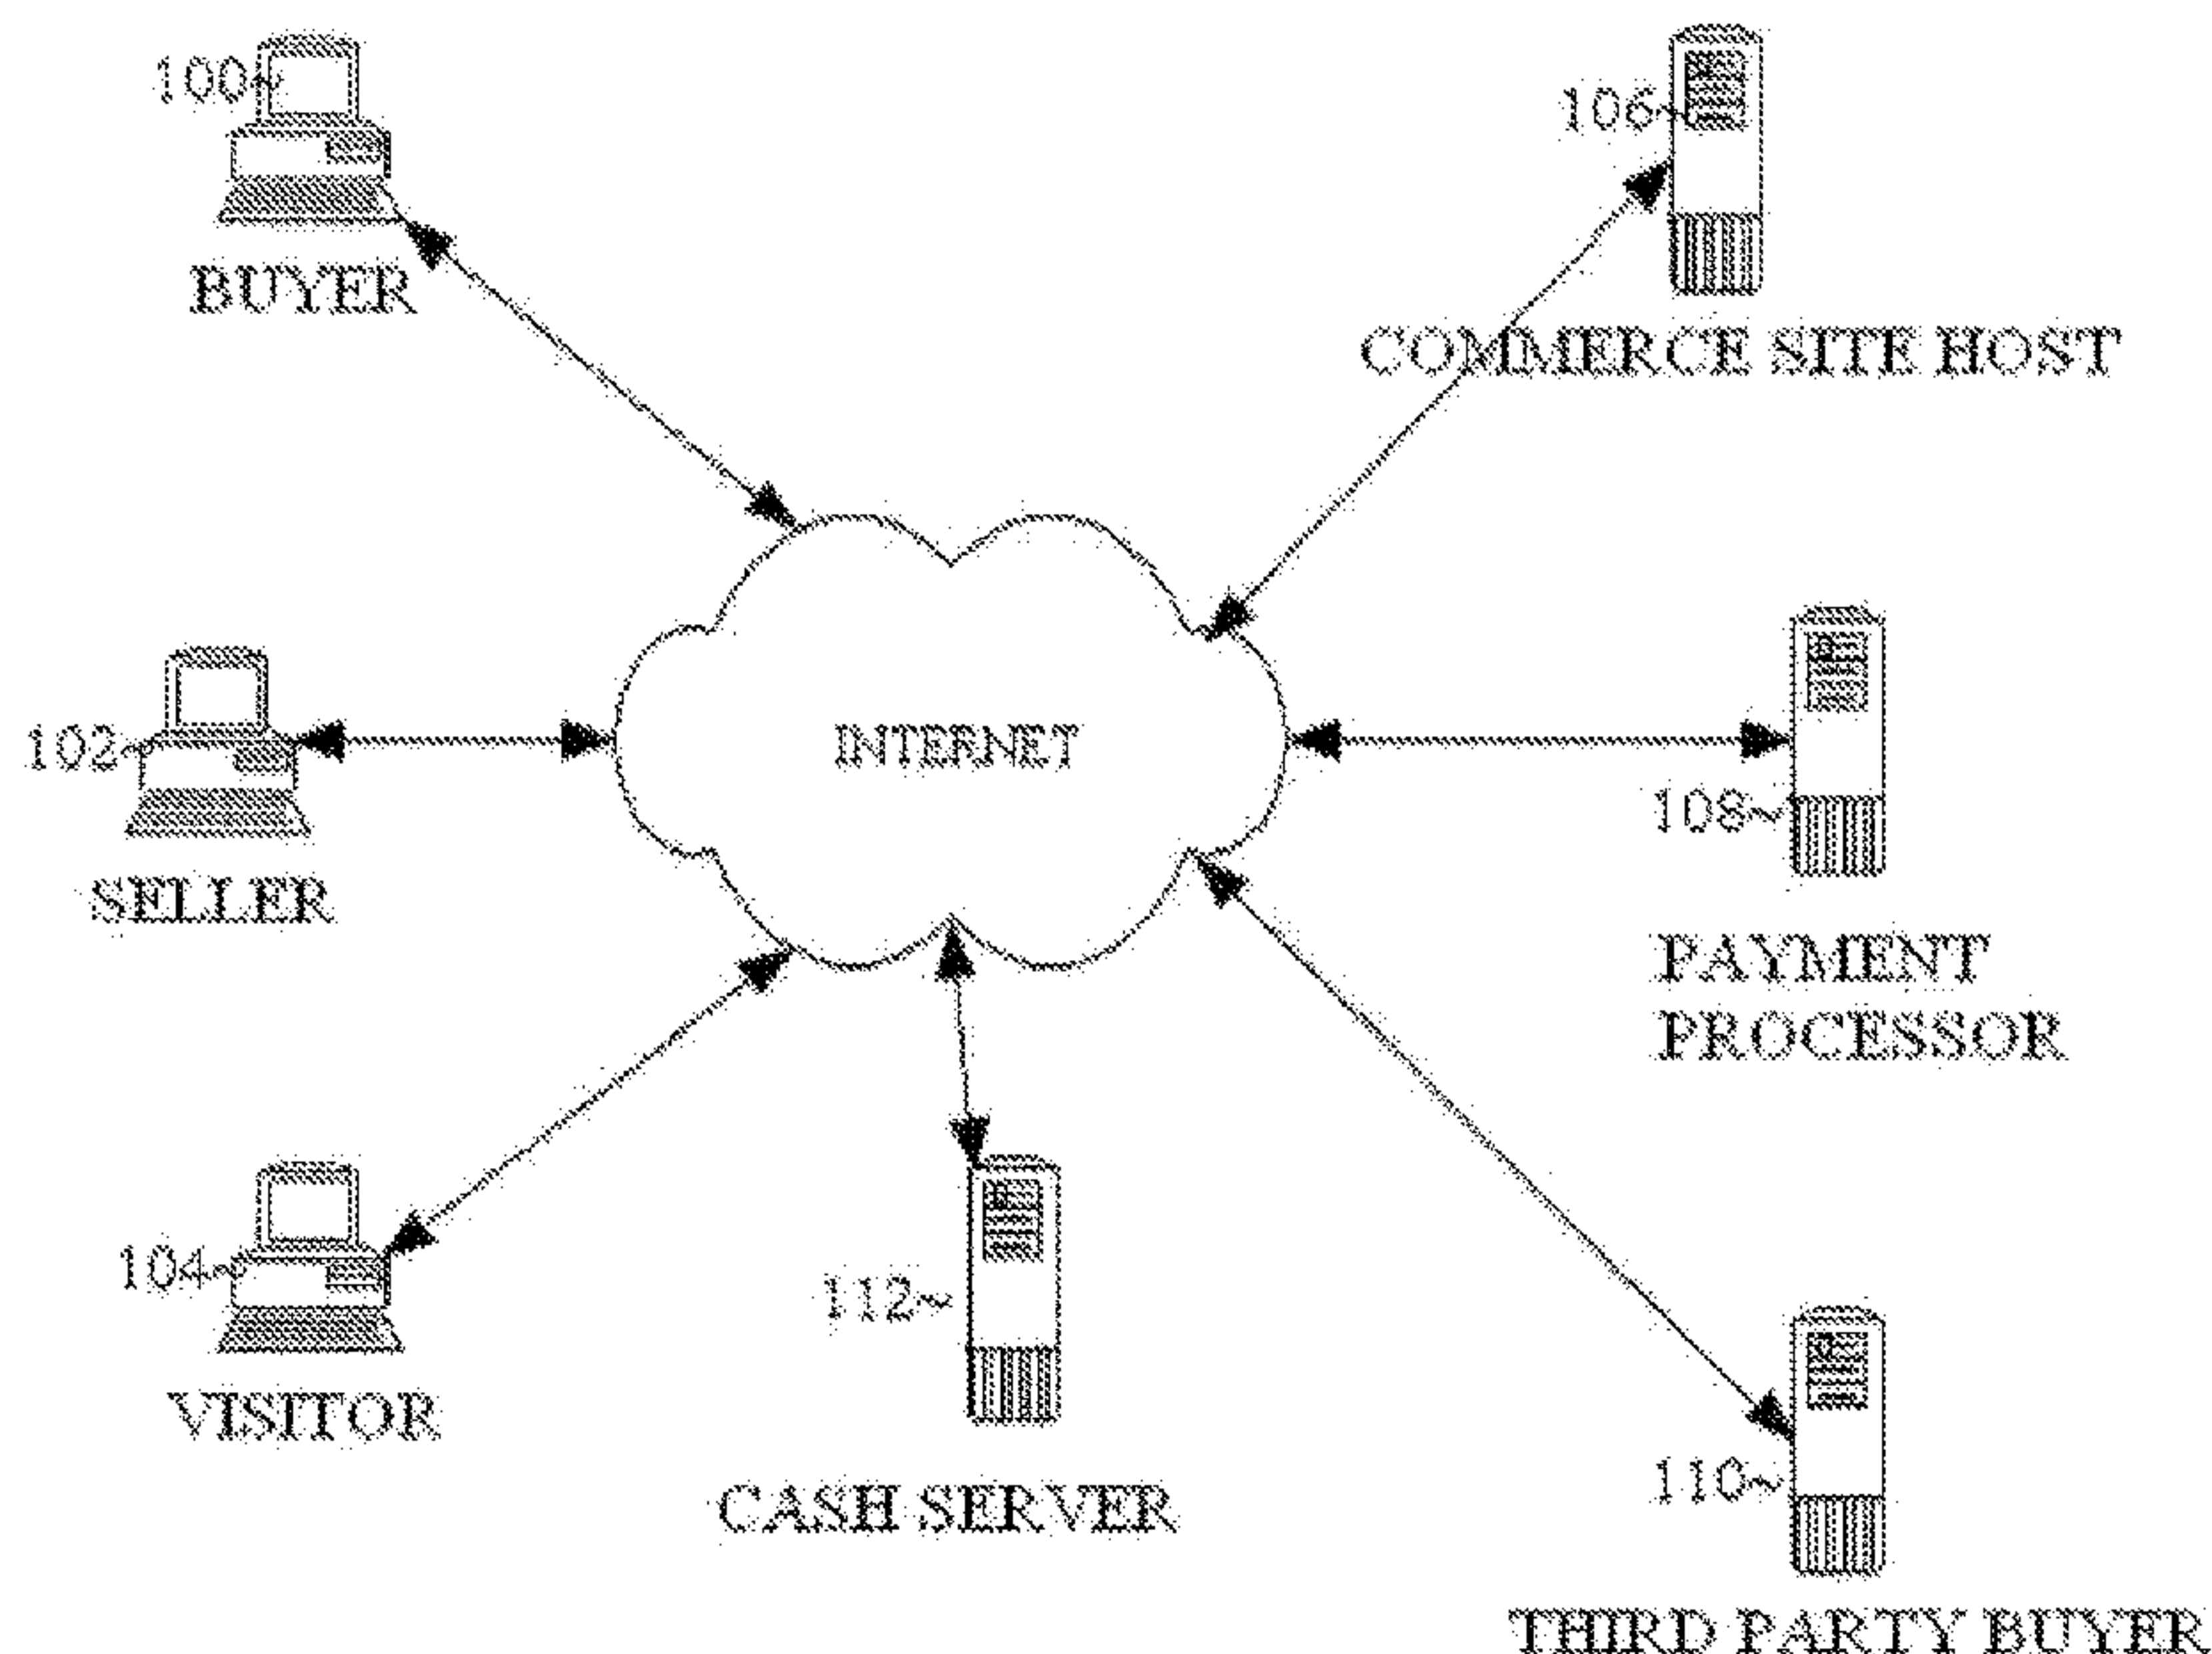 100~
BUYER
106~
COMMERCE SITE HOST
102~
SELLER
INTERNET
108~
PAYMENT
PROCESSOR
104~
VISITOR
112~
CASH SERVER
110~
THIRD PARTY BUYER